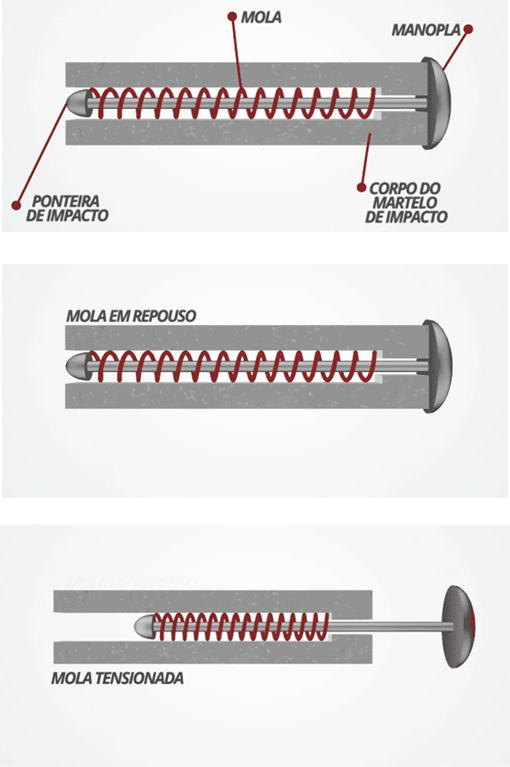 MOLA
MANOPLA
PONTEIRA
DE IMPACTO
CORPO DO
MARTELO
DE IMPACTO
MOLA EM REPOUSO
MOLA TENSIONADA